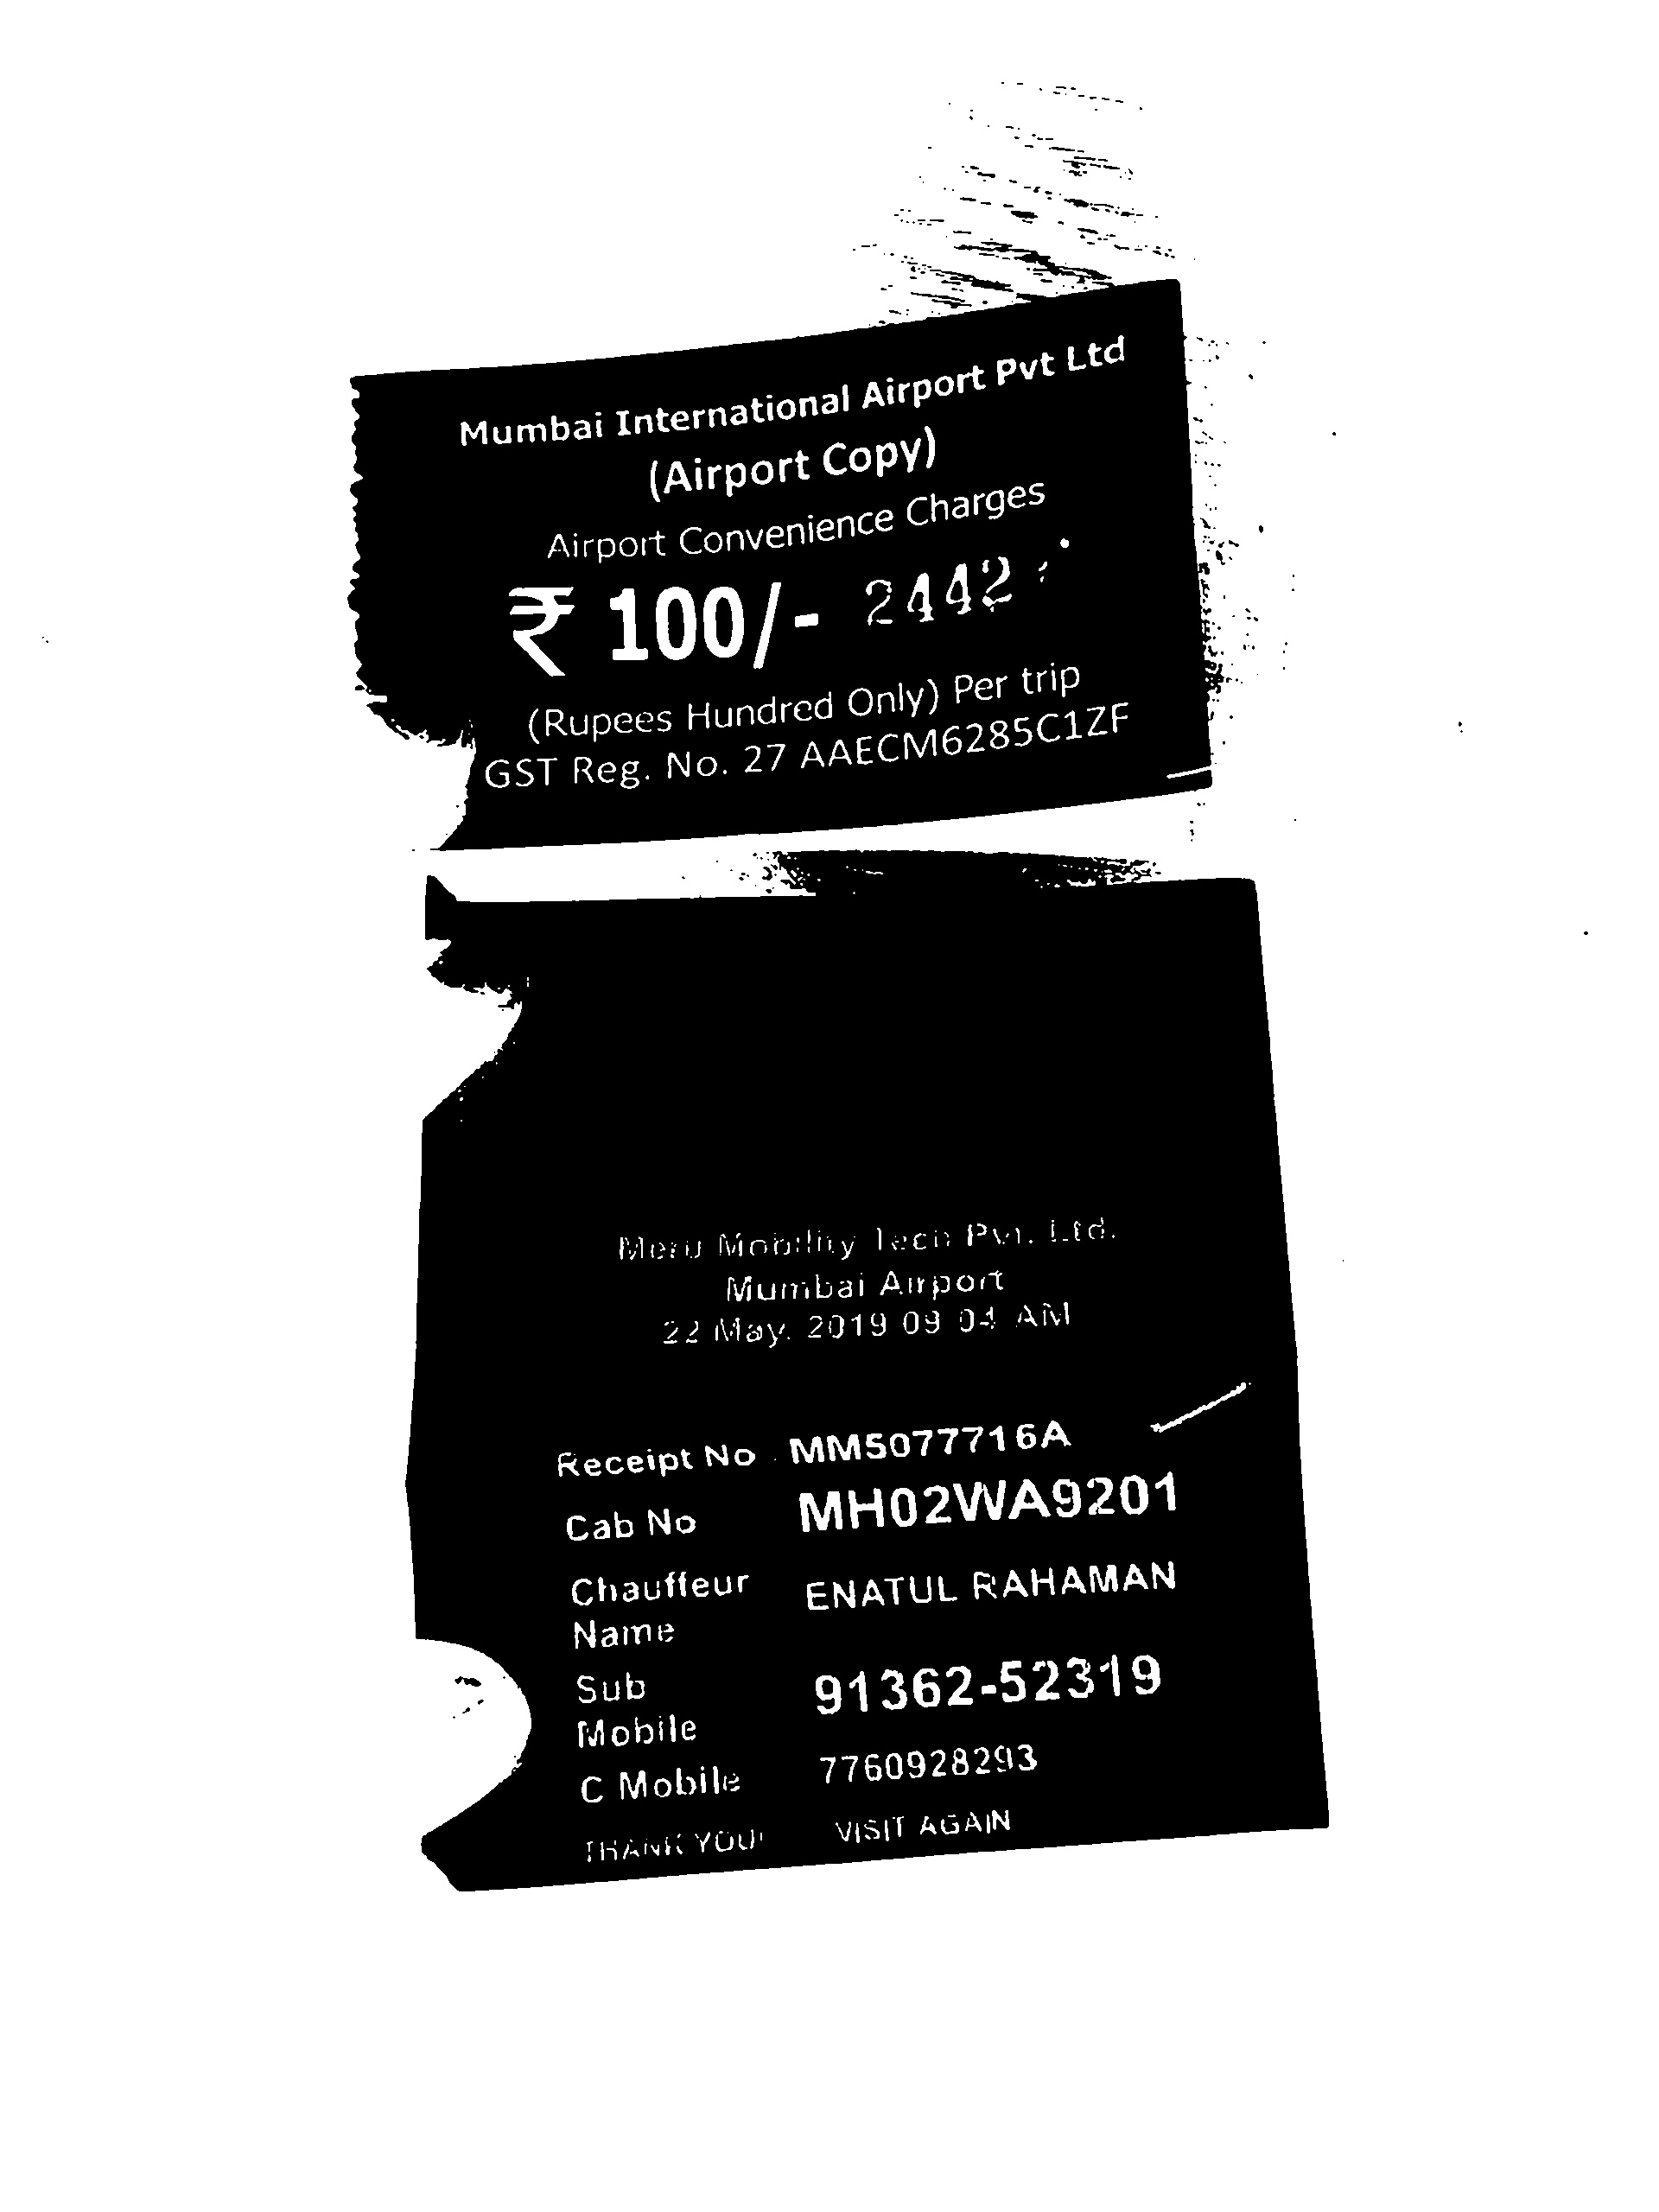 Mumbai International Airport Pvt Ltd
(Airport Copy)
Airport Convenience Charges
₹ 100/- 2442
(Rupees Hundred Only) Per trip
GST Reg. No. 27 AAECM6285C1ZF
Meru Mobility Tech Pvt. Ltd.
Mumbai Airport
22 May. 2019 09 04 AM
Receipt No MM5077716A
Cab No MH02WA9201
Chauffeur Name ENATUL RAHAMAN
Sub Mobile 91362-52319
C Mobile 7760928293
THANK YOU! VISIT AGAIN